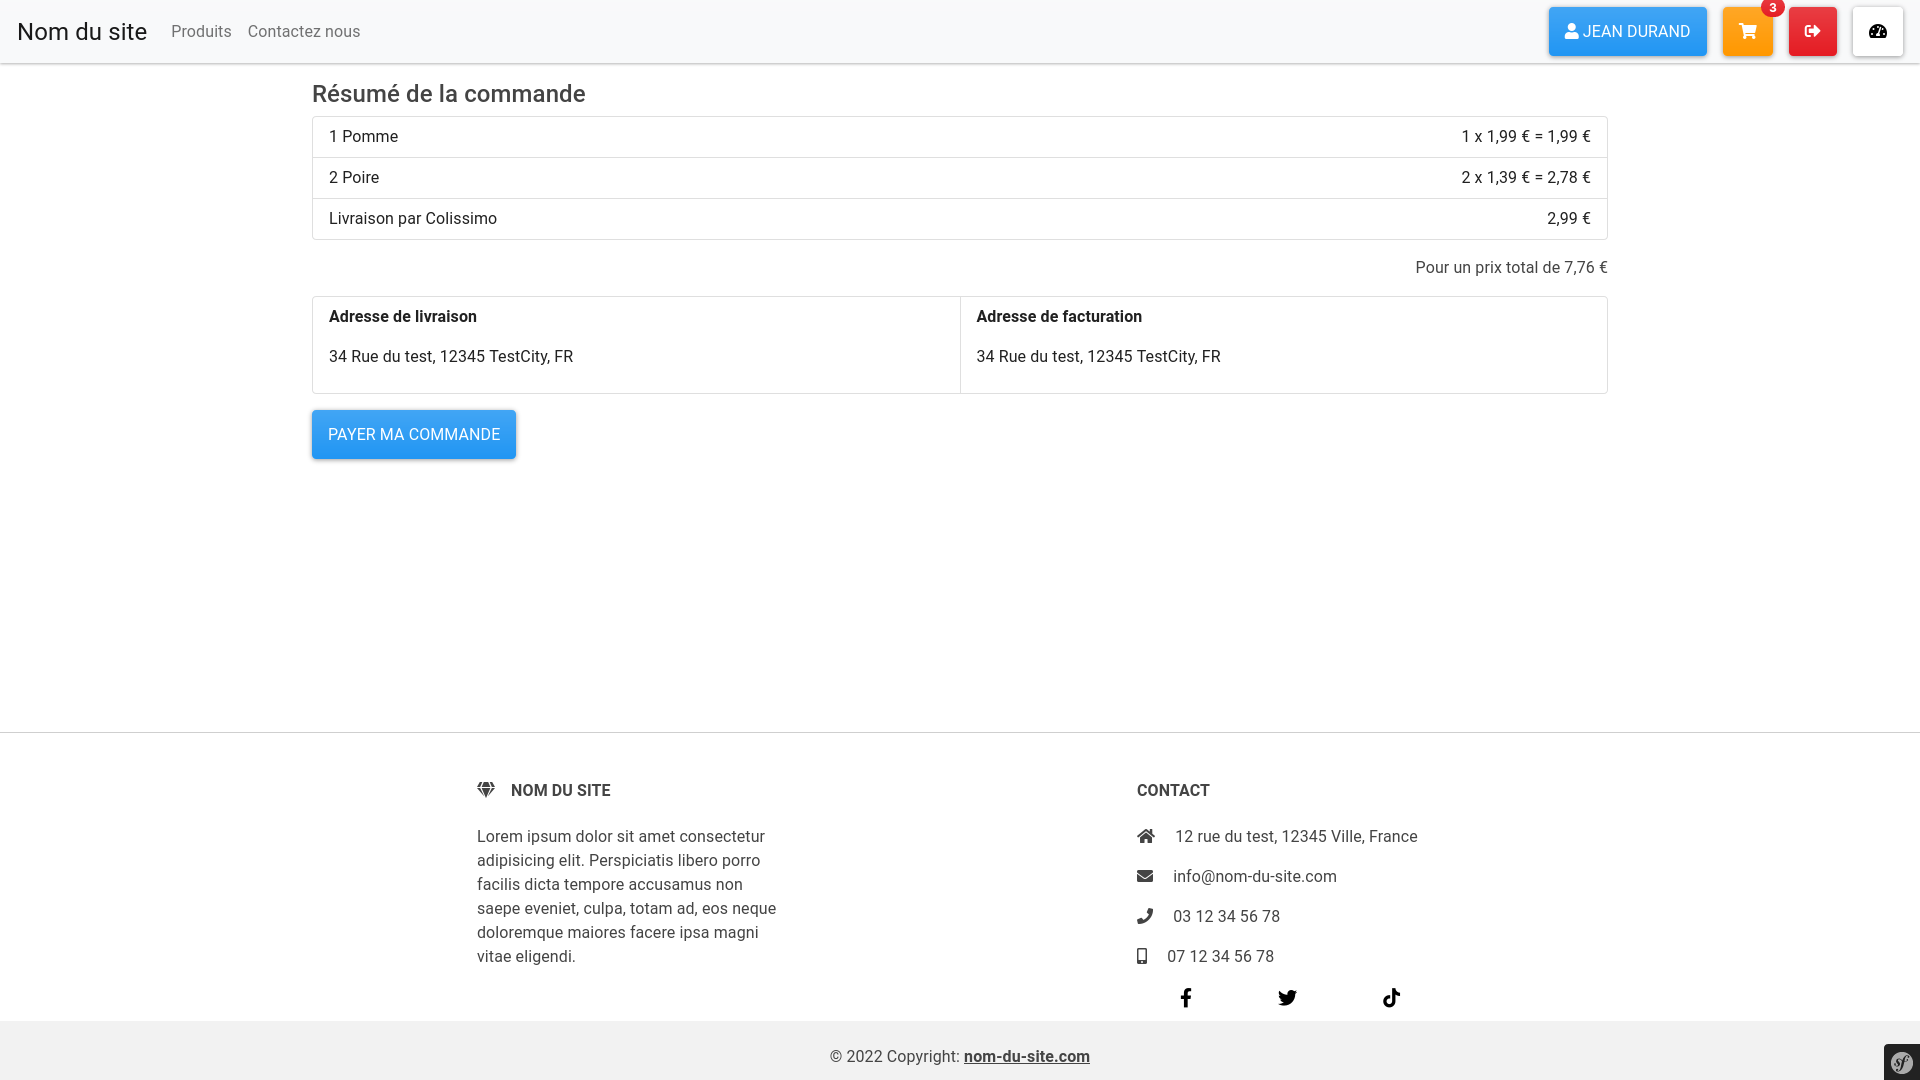 Nom du site
Produits
Contactez nous
JEAN DURAND
3
Résumé de la commande
1 Pomme
1 x 1,99 € = 1,99 €
2 Poire
2 x 1,39 € = 2,78 €
Livraison par Colissimo
2,99 €
Pour un prix total de 7,76 €
Adresse de livraison
34 Rue du test, 12345 TestCity, FR
Adresse de facturation
34 Rue du test, 12345 TestCity, FR
PAYER MA COMMANDE
NOM DU SITE
Lorem ipsum dolor sit amet consectetur
adipisicing elit. Perspiciatis libero porro
facilis dicta tempore accusamus non
saepe eveniet, culpa, totam ad, eos neque
doloremque maiores facere ipsa magni
vitae eligendi.
CONTACT
12 rue du test, 12345 Ville, France
info@nom-du-site.com
03 12 34 56 78
07 12 34 56 78
© 2022 Copyright: nom-du-site.com
sf